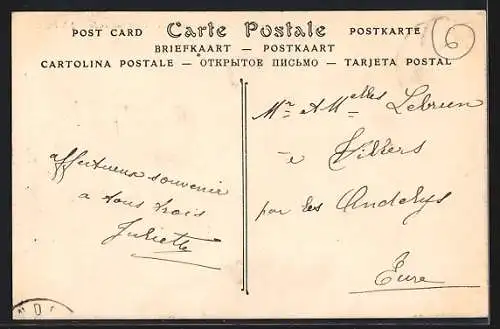 POST CARD Carte Postale POSTKARTE
BRIEFKAART — POSTKAART
CARTOLINA POSTALE — ОТКРЫТОЕ ПИСЬМО — TARJETA POSTAL
6
Mr et Melles Lebrun
à Villers
par les Andelys
Eure
affectueux souvenir
à tous trois
Juliette